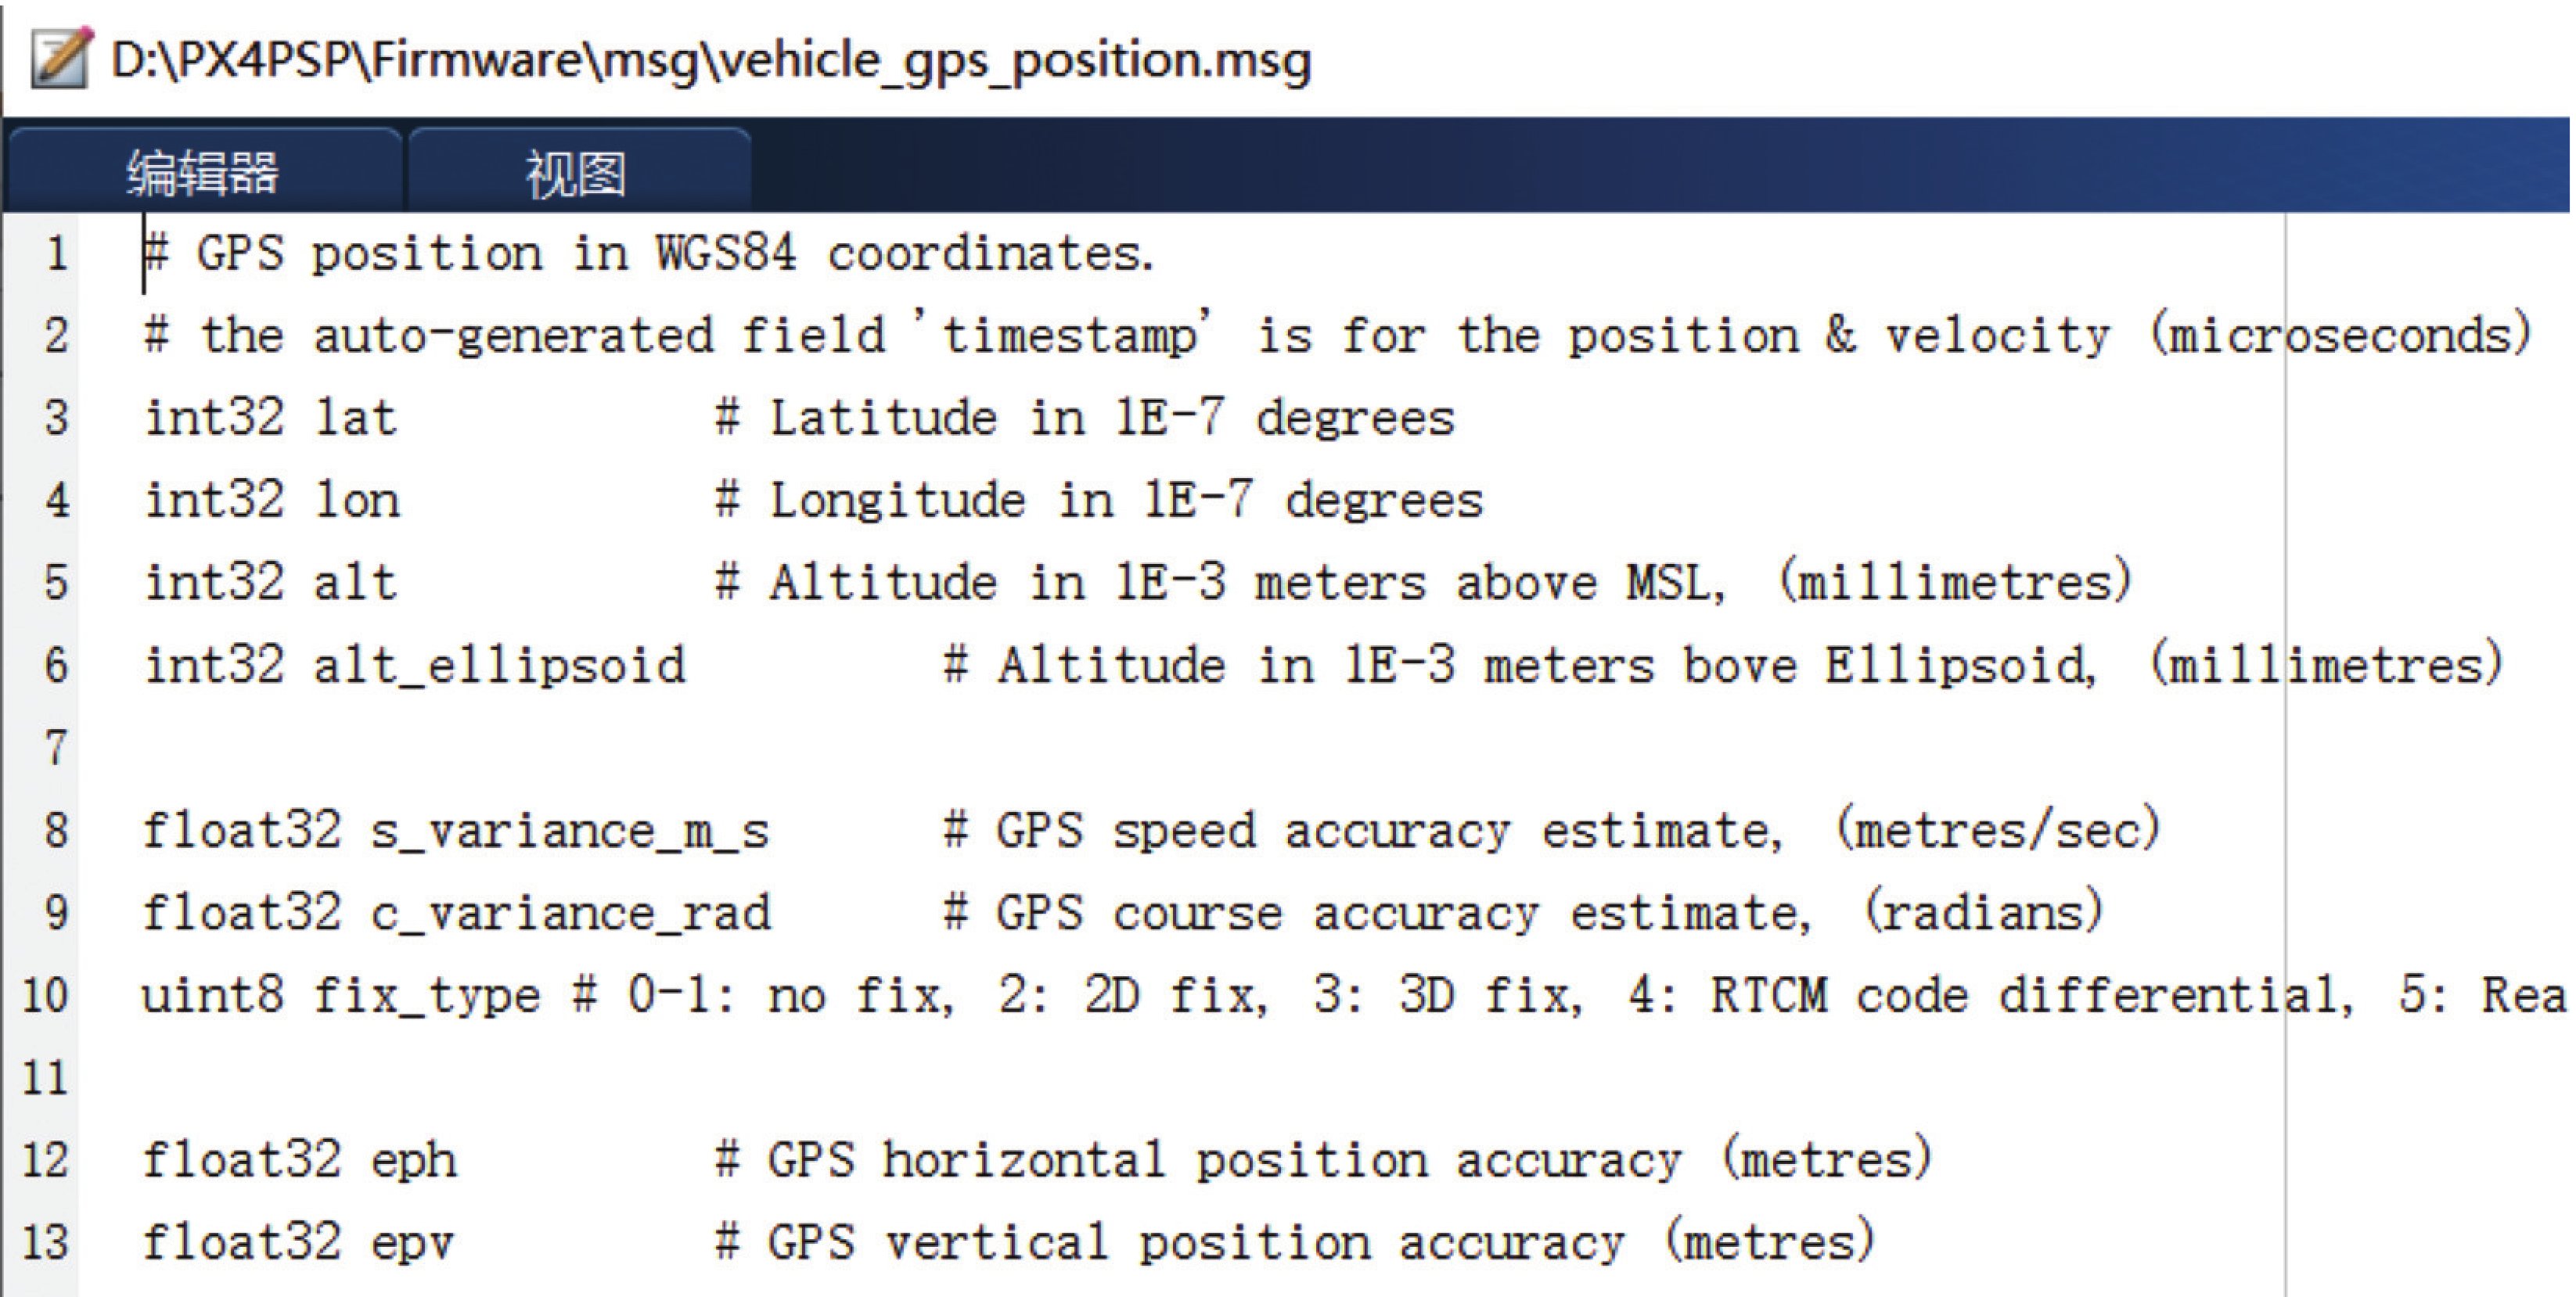 D:\PX4PSP\Firmware\msg\vehicle_gps_position.msg
编辑器 视图
1 # GPS position in WGS84 coordinates.
2 # the auto-generated field 'timestamp' is for the position & velocity (microseconds)
3 int32 lat # Latitude in 1E-7 degrees
4 int32 lon # Longitude in 1E-7 degrees
5 int32 alt # Altitude in 1E-3 meters above MSL, (millimetres)
6 int32 alt_ellipsoid # Altitude in 1E-3 meters bove Ellipsoid, (millimetres)
7
8 float32 s_variance_m_s # GPS speed accuracy estimate, (metres/sec)
9 float32 c_variance_rad # GPS course accuracy estimate, (radians)
10 uint8 fix_type # 0-1: no fix, 2: 2D fix, 3: 3D fix, 4: RTCM code differential, 5: Rea
11
12 float32 eph # GPS horizontal position accuracy (metres)
13 float32 epv # GPS vertical position accuracy (metres)